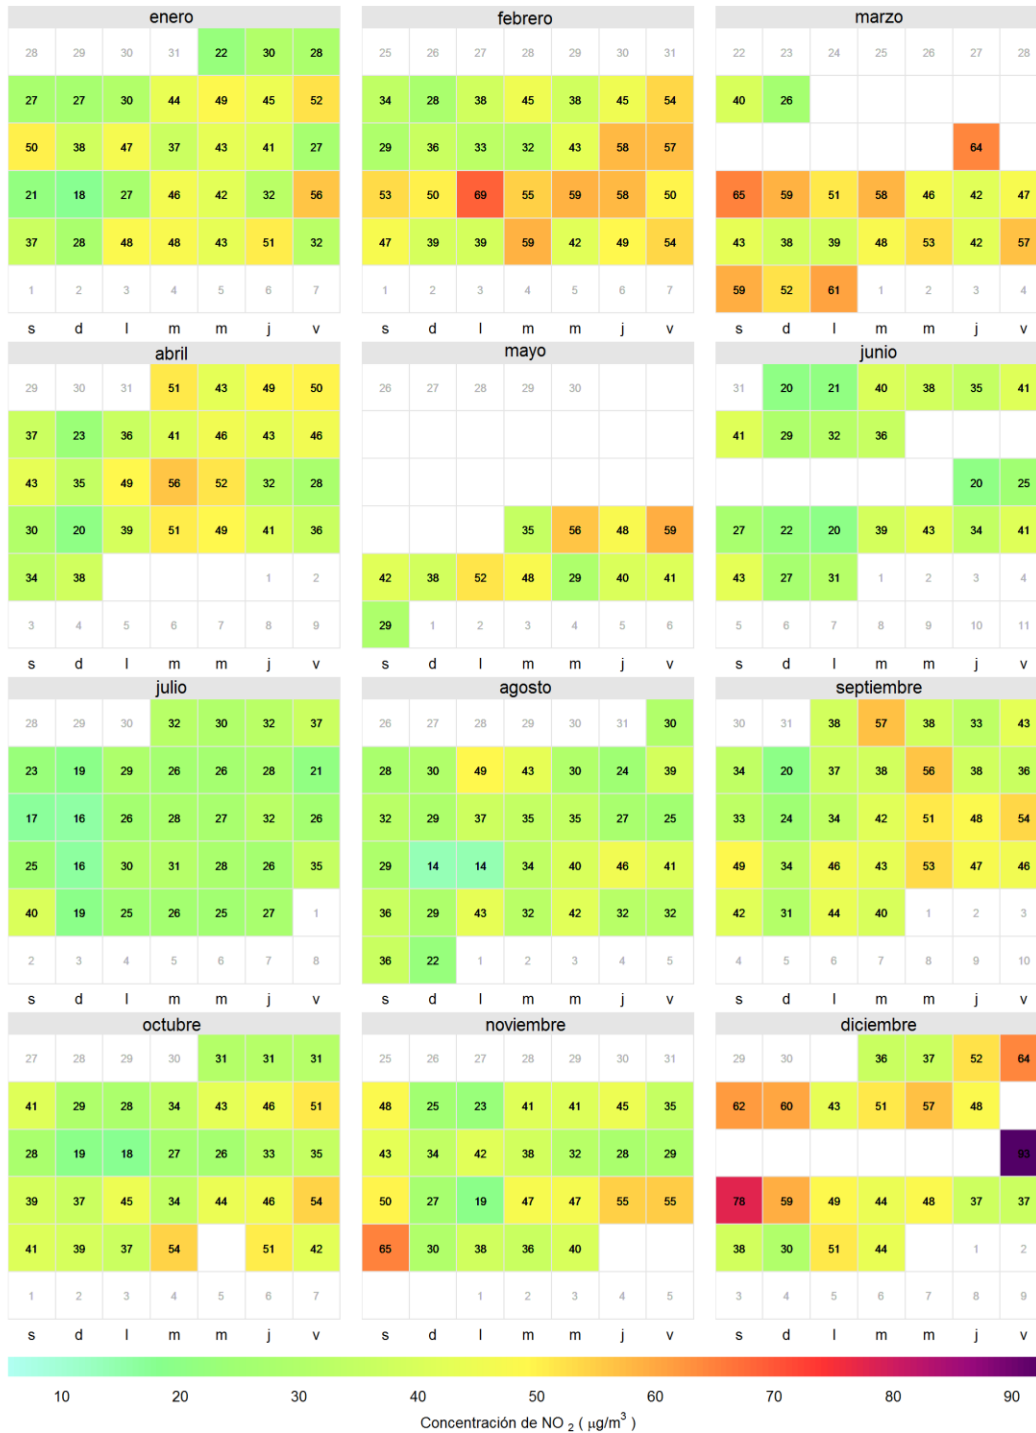 enero febrero marzo
28 29 30 31 22 30 28 25 26 27 28 29 30 31 22 23 24 25 26 27 28
27 27 30 44 49 45 52 34 28 38 45 38 45 54 40 26
50 38 47 37 43 41 27 29 36 33 32 43 58 57 64
21 18 27 46 42 32 56 53 50 69 55 59 58 50 65 59 51 58 46 42 47
37 28 48 48 43 51 32 47 39 39 59 42 49 54 43 38 39 48 53 42 57
1 2 3 4 5 6 7 1 2 3 4 5 6 7 59 52 61 1 2 3 4
s d l m m j v s d l m m j v s d l m m j v
abril mayo junio
29 30 31 51 43 49 50 26 27 28 29 30 31 20 21 40 38 35 41
37 23 36 41 46 43 46 41 29 32 36
43 35 49 56 52 32 28 20 25
30 20 39 51 49 41 36 35 56 48 59 27 22 20 39 43 34 41
34 38 1 2 42 38 52 48 29 40 41 43 27 31 1 2 3 4
3 4 5 6 7 8 9 29 1 2 3 4 5 6 5 6 7 8 9 10 11
s d l m m j v s d l m m j v s d l m m j v
julio agosto septiembre
28 29 30 32 30 32 37 26 27 28 29 30 31 30 30 31 38 57 38 33 43
23 19 29 26 26 28 21 28 30 49 43 30 24 39 34 20 37 38 56 38 36
17 16 26 28 27 32 26 32 29 37 35 35 27 25 33 24 34 42 51 48 54
25 16 30 31 28 26 35 29 14 14 34 40 46 41 49 34 46 43 53 47 46
40 19 25 26 25 27 1 36 29 43 32 42 32 32 42 31 44 40 1 2 3
2 3 4 5 6 7 8 36 22 1 2 3 4 5 4 5 6 7 8 9 10
s d l m m j v s d l m m j v s d l m m j v
octubre noviembre diciembre
27 28 29 30 31 31 31 25 26 27 28 29 30 31 29 30 36 37 52 64
41 29 28 34 43 46 51 48 25 23 41 41 45 35 62 60 43 51 57 48
28 19 18 27 26 33 35 43 34 42 38 32 28 29 93
39 37 45 34 44 46 54 50 27 19 47 47 55 55 78 59 49 44 48 37 37
41 39 37 54 51 42 65 30 38 36 40 38 30 51 44 1 2
1 2 3 4 5 6 7 1 2 3 4 5 3 4 5 6 7 8 9
s d l m m j v s d l m m j v s d l m m j v
10 20 30 40 50 60 70 80 90
Concentración de NO₂ ( μg/m³ )